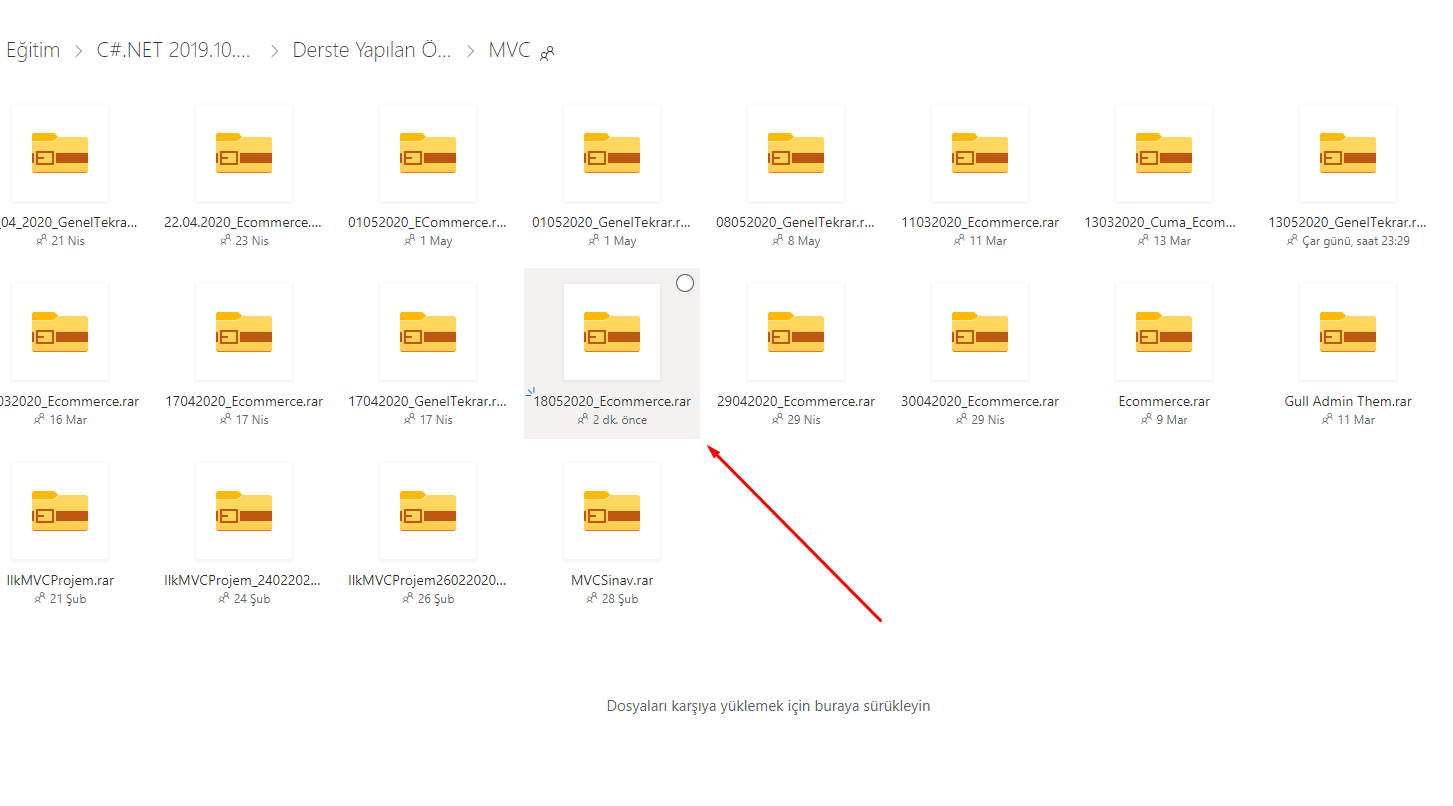 Eğitim > C#.NET 2019.10.... > Derste Yapılan Ö... > MVC
_04_2020_GenelTekra... 22.04.2020_Ecommerce.... 01052020_ECommerce.r... 01052020_GenelTekrar.r... 08052020_GenelTekrar.r... 11032020_Ecommerce.rar 13032020_Cuma_Ecom... 13052020_GenelTekrar.r...
21 Nis 23 Nis 1 May 1 May 8 May 11 Mar 13 Mar Çar günü, saat 23:29
032020_Ecommerce.rar 17042020_Ecommerce.rar 17042020_GenelTekrar.r... 18052020_Ecommerce.rar 29042020_Ecommerce.rar 30042020_Ecommerce.rar Ecommerce.rar Gull Admin Them.rar
16 Mar 17 Nis 17 Nis 2 dk. önce 29 Nis 29 Nis 9 Mar 11 Mar
IlkMVCProjem.rar IlkMVCProjem_2402202... IlkMVCProjem26022020... MVCSinav.rar
21 Şub 24 Şub 26 Şub 28 Şub
Dosyaları karşıya yüklemek için buraya sürükleyin